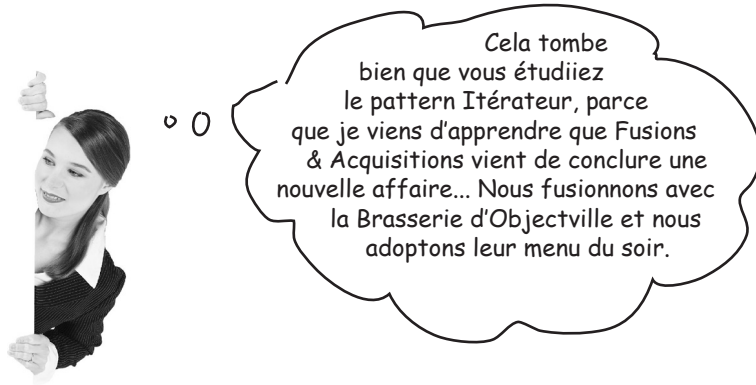 Cela tombe
bien que vous étudiiez
le pattern Itérateur, parce
que je viens d'apprendre que Fusions
& Acquisitions vient de conclure une
nouvelle affaire... Nous fusionnons avec
la Brasserie d'Objectville et nous
adoptons leur menu du soir.